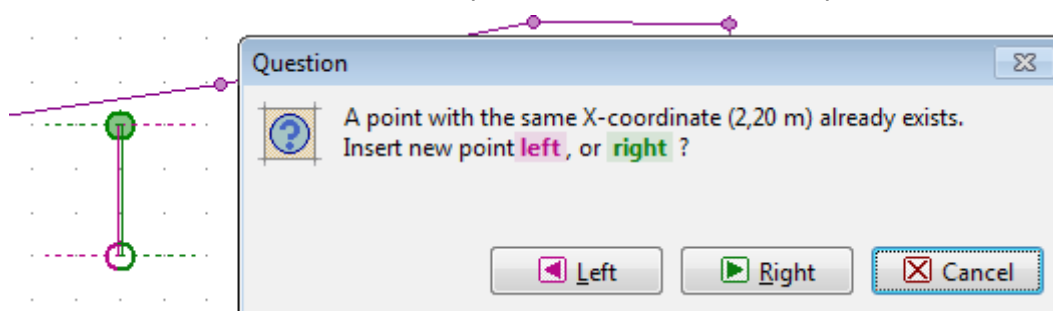 Question
A point with the same X-coordinate (2,20 m) already exists.
Insert new point left, or right ?
Left
Right
Cancel